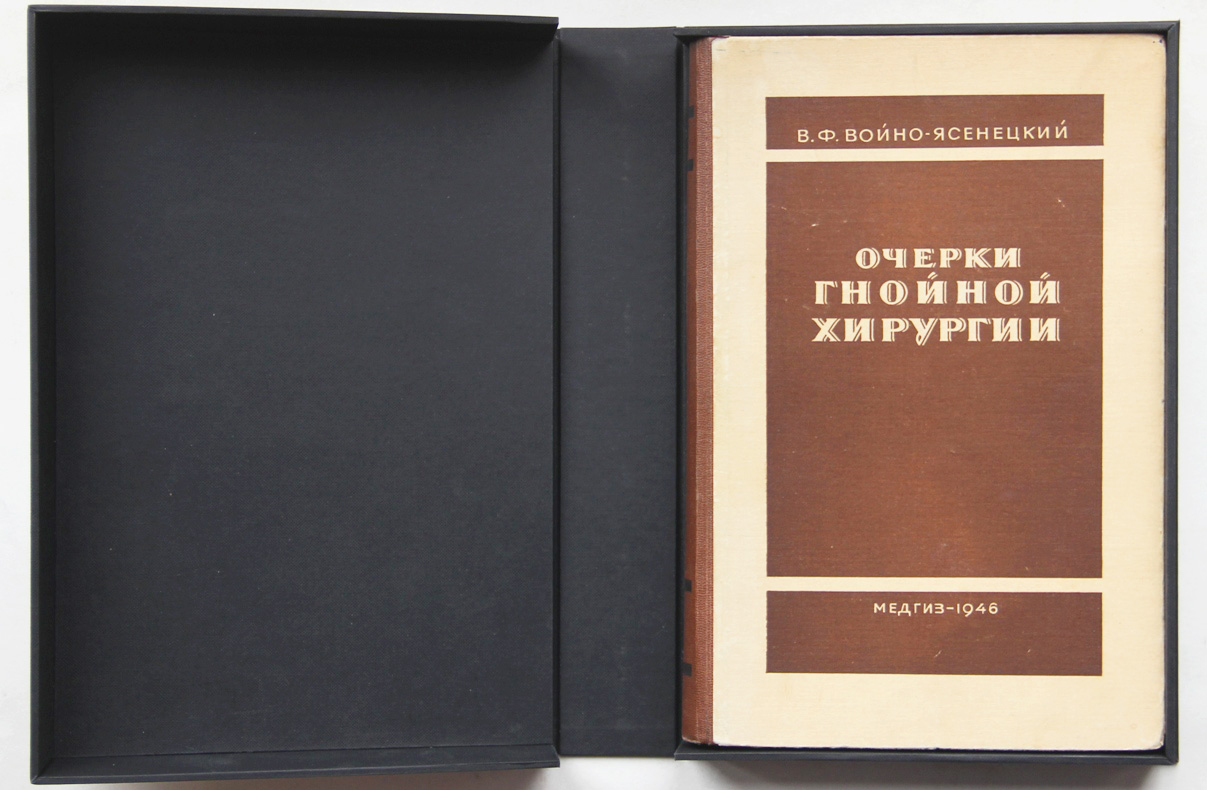 В.Ф. ВОЙНО-ЯСЕНЕЦКИЙ
ОЧЕРКИ
ГНОЙНОЙ
ХИРУРГИИ
МЕДГИЗ-1946